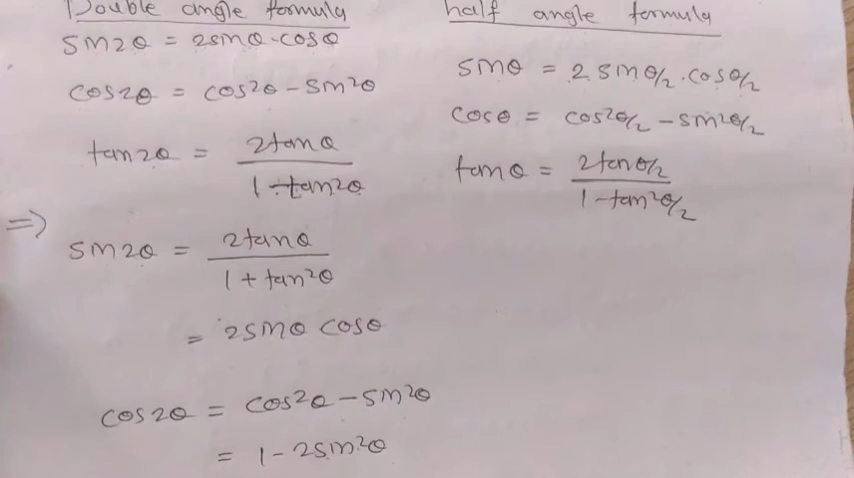 Double angle formula
sin2θ = 2sinθ·cosθ
cos2θ = cos²θ - sin²θ
tan2θ = 2tanθ / 1 - tan²θ
half angle formula
sinθ = 2 sinθ/2 . cosθ/2
cosθ = cos²θ/2 - sin²θ/2
tanθ = 2tanθ/2 / 1 - tan²θ/2
⇒ sin2θ = 2tanθ / 1 + tan²θ
= 2sinθ cosθ
cos2θ = cos²θ - sin²θ
= 1 - 2sin²θ